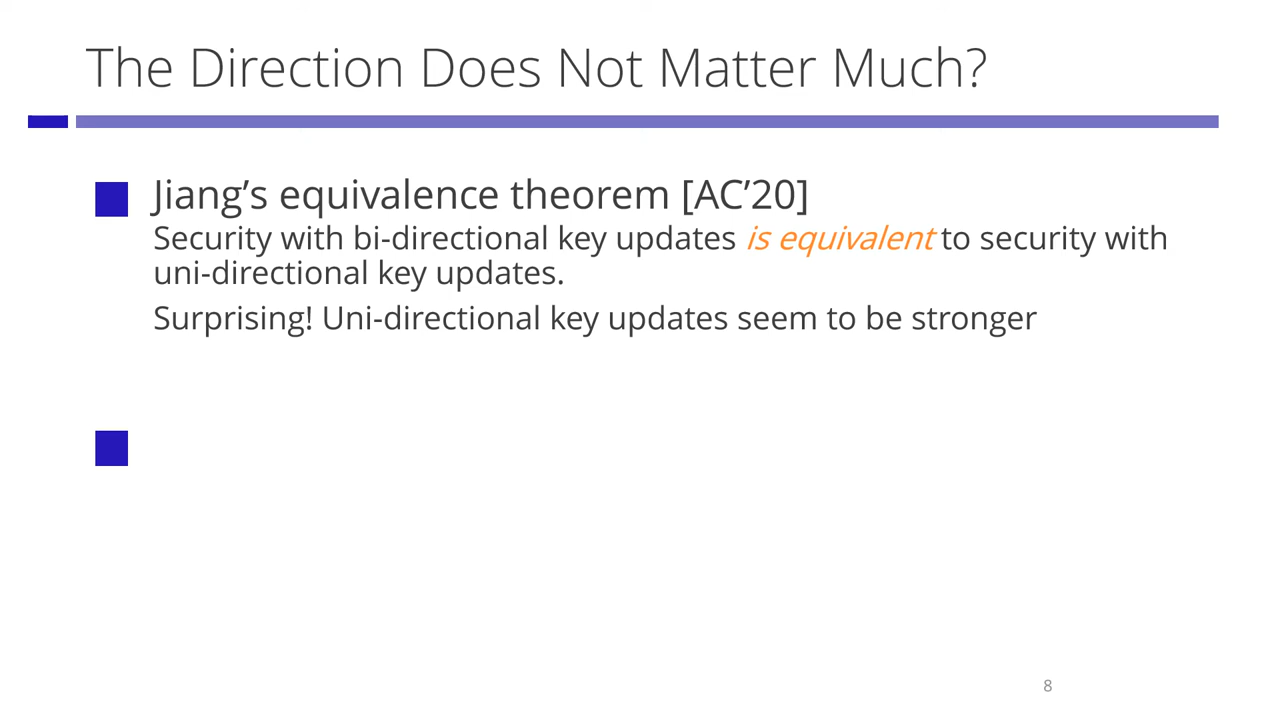 The Direction Does Not Matter Much?
Jiang’s equivalence theorem [AC’20]
Security with bi-directional key updates is equivalent to security with
uni-directional key updates.
Surprising! Uni-directional key updates seem to be stronger
8